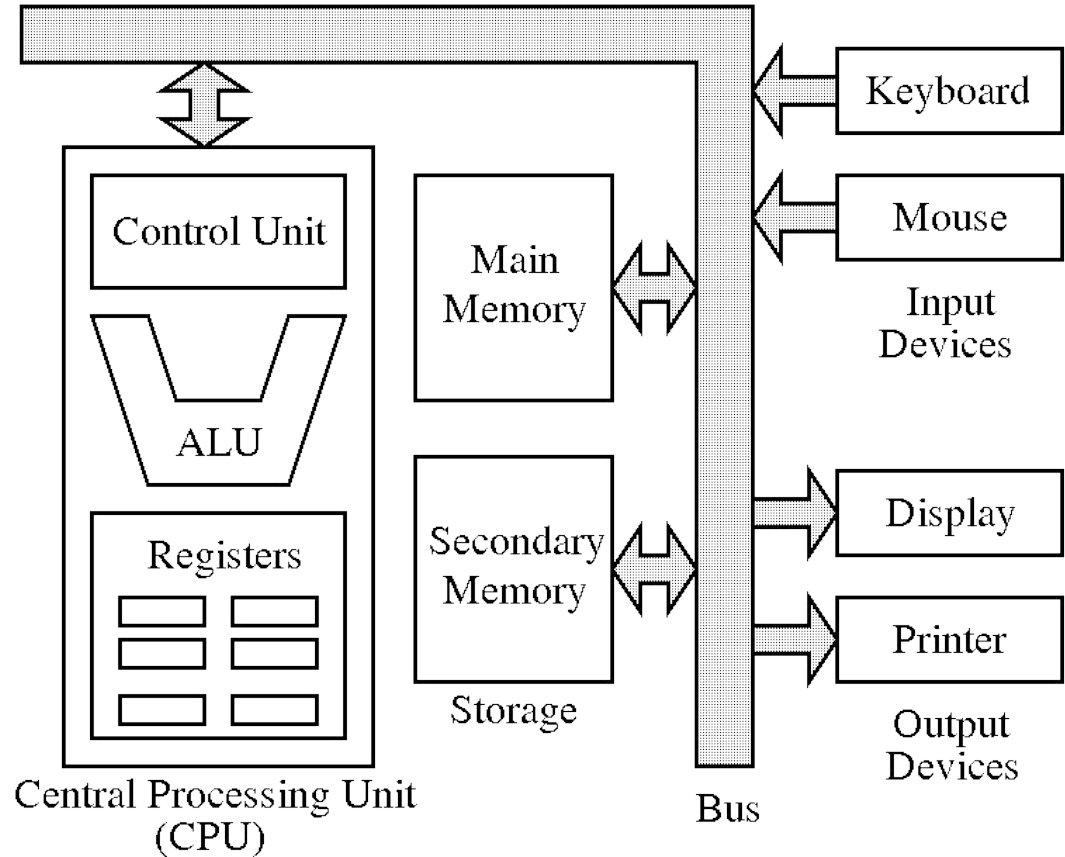 Keyboard
Control Unit
Mouse
Main
Memory
Input
Devices
ALU
Secondary
Memory
Display
Registers
Printer
Storage
Output
Devices
Central Processing Unit
(CPU)
Bus